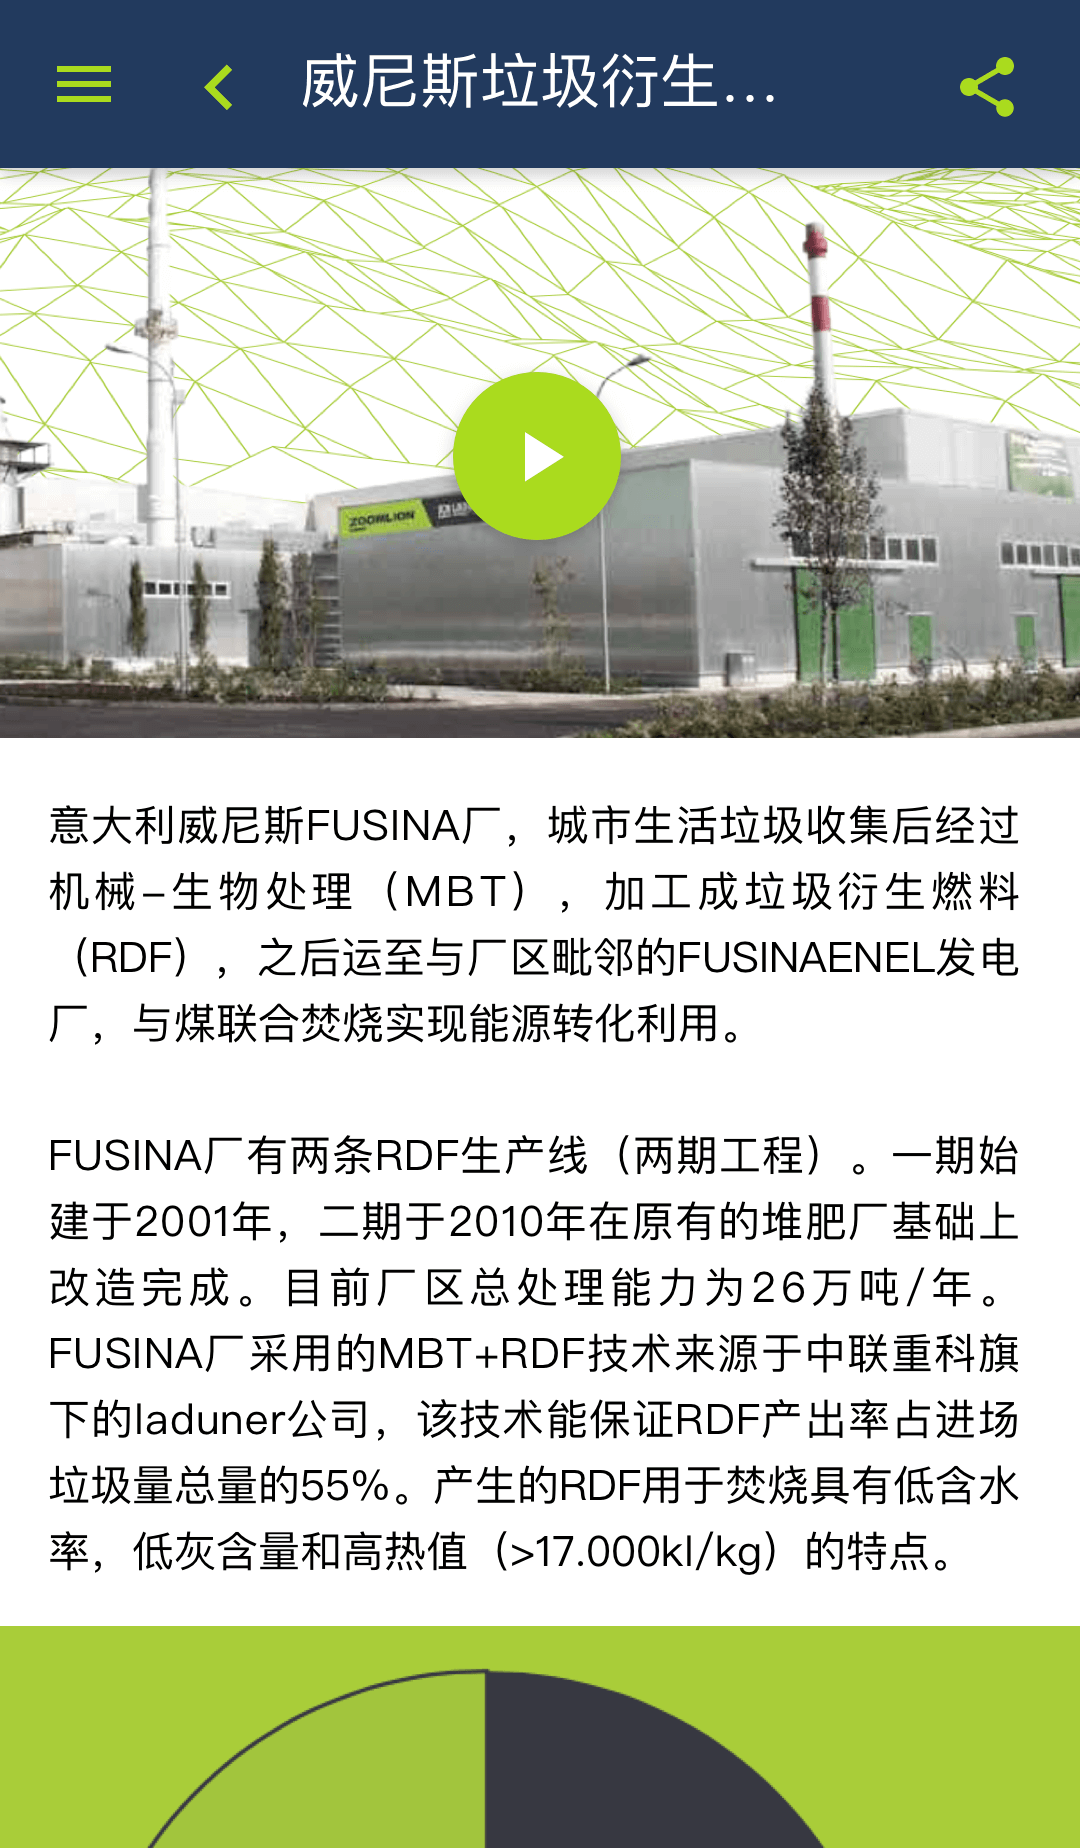 威尼斯垃圾衍生...
ZOOMLION
意大利威尼斯FUSINA厂，城市生活垃圾收集后经过
机械-生物处理（MBT），加工成垃圾衍生燃料
（RDF），之后运至与厂区毗邻的FUSINAENEL发电
厂，与煤联合焚烧实现能源转化利用。
FUSINA厂有两条RDF生产线（两期工程）。一期始
建于2001年，二期于2010年在原有的堆肥厂基础上
改造完成。目前厂区总处理能力为26万吨/年。
FUSINA厂采用的MBT+RDF技术来源于中联重科旗
下的laduner公司，该技术能保证RDF产出率占进场
垃圾量总量的55%。产生的RDF用于焚烧具有低含水
率，低灰含量和高热值（>17.000kl/kg）的特点。